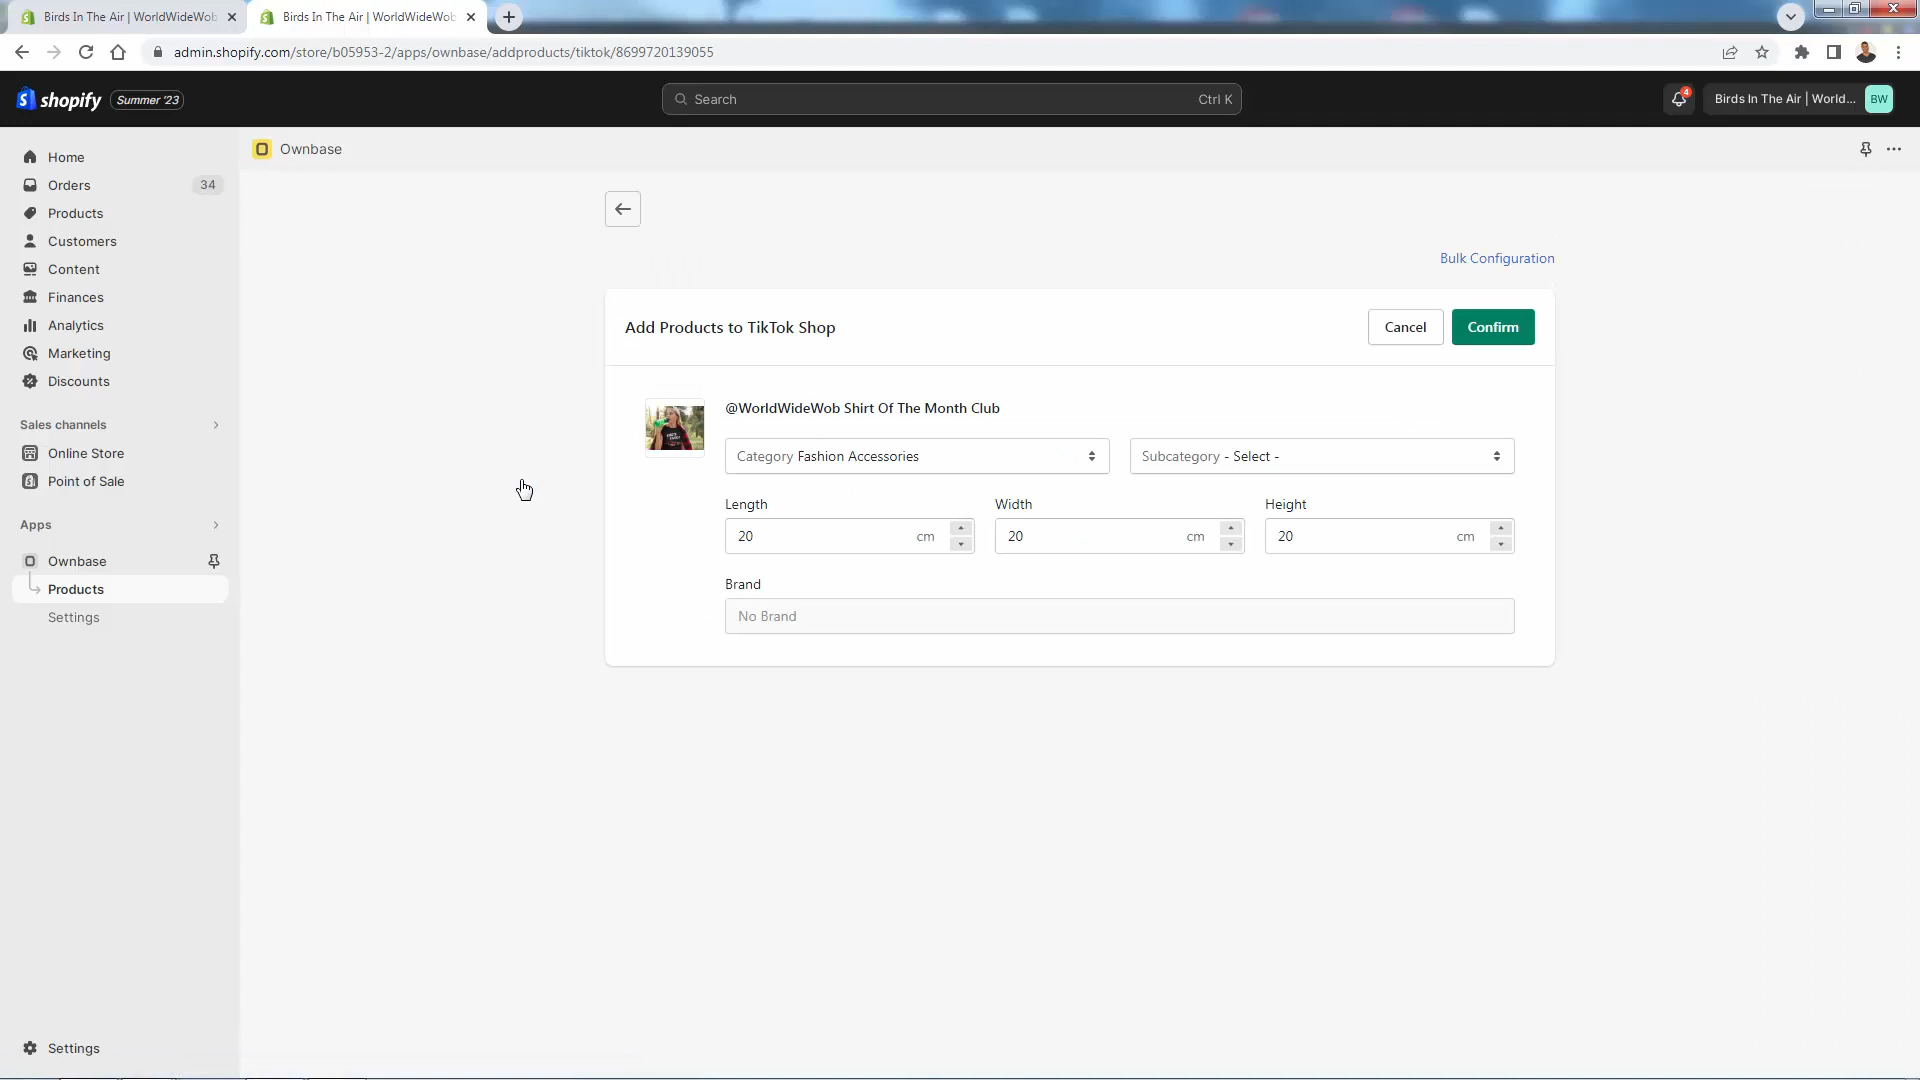 Birds In The Air | WorldWideWob
Birds In The Air | WorldWideWob
admin.shopify.com/store/b05953-2/apps/ownbase/addproducts/tiktok/8699720139055
shopify Summer '23
Search Ctrl K
4
Birds In The Air | World... BW
Ownbase
Home
Orders 34
Products
Customers
Content
Finances
Analytics
Marketing
Discounts
Sales channels
Online Store
Point of Sale
Apps
Ownbase
Products
Settings
Settings
Bulk Configuration
Add Products to TikTok Shop
Cancel Confirm
@WorldWideWob Shirt Of The Month Club
Category Fashion Accessories Subcategory - Select -
Length Width Height
20 cm 20 cm 20 cm
Brand
No Brand